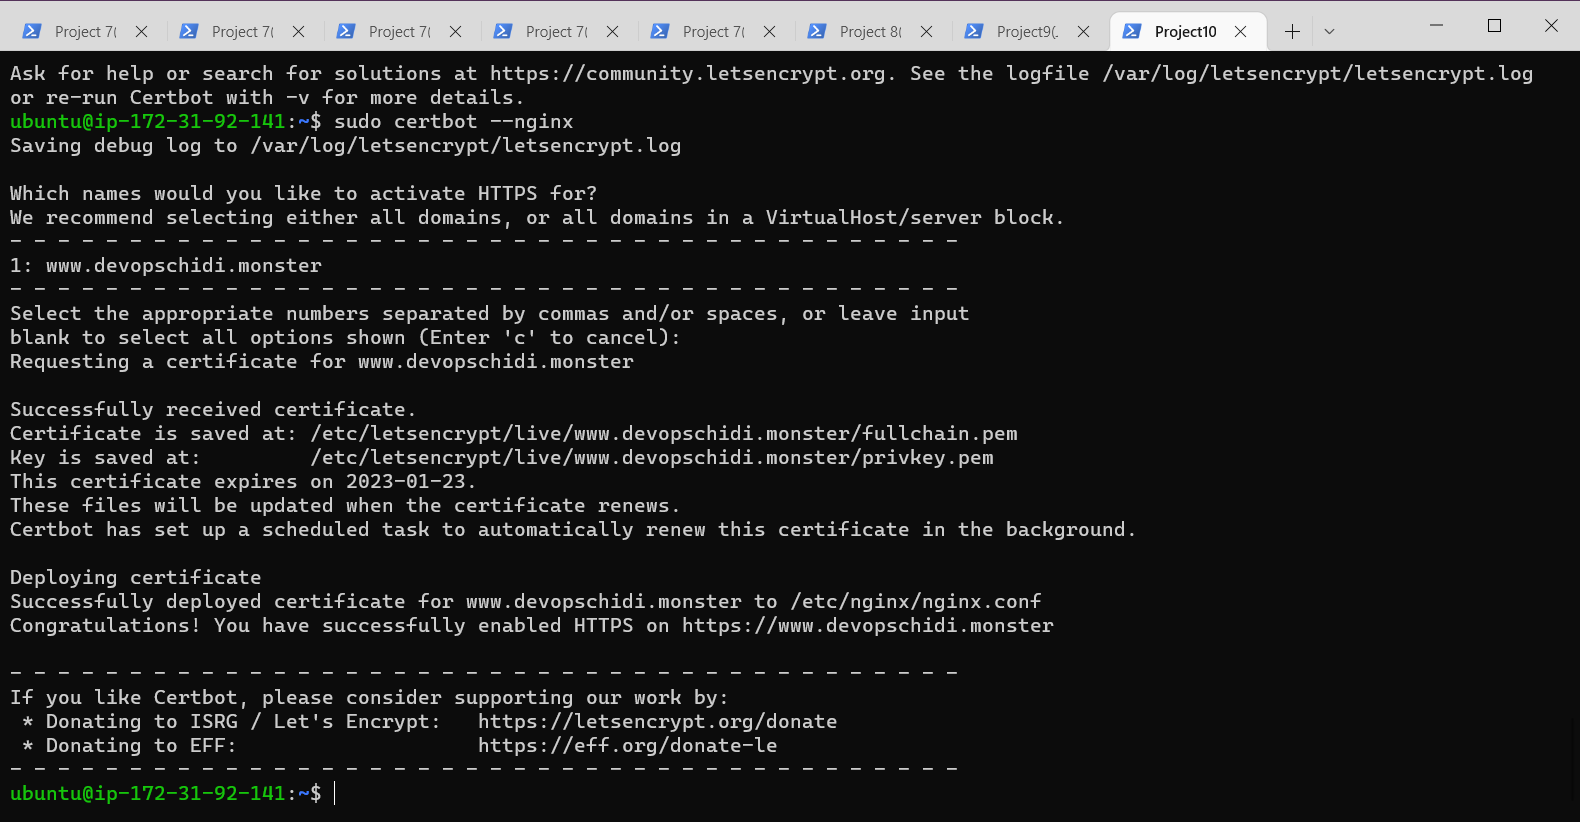 Project 7( Project 7( Project 7( Project 7( Project 7( Project 8( Project9(. Project10
Ask for help or search for solutions at https://community.letsencrypt.org. See the logfile /var/log/letsencrypt/letsencrypt.log
or re-run Certbot with -v for more details.
ubuntu@ip-172-31-92-141:~$ sudo certbot --nginx
Saving debug log to /var/log/letsencrypt/letsencrypt.log
Which names would you like to activate HTTPS for?
We recommend selecting either all domains, or all domains in a VirtualHost/server block.
- - - - - - - - - - - - - - - - - - - - - - - - - - - - - - - - - - - - - - - -
1: www.devopschidi.monster
- - - - - - - - - - - - - - - - - - - - - - - - - - - - - - - - - - - - - - - -
Select the appropriate numbers separated by commas and/or spaces, or leave input
blank to select all options shown (Enter 'c' to cancel):
Requesting a certificate for www.devopschidi.monster
Successfully received certificate.
Certificate is saved at: /etc/letsencrypt/live/www.devopschidi.monster/fullchain.pem
Key is saved at:         /etc/letsencrypt/live/www.devopschidi.monster/privkey.pem
This certificate expires on 2023-01-23.
These files will be updated when the certificate renews.
Certbot has set up a scheduled task to automatically renew this certificate in the background.
Deploying certificate
Successfully deployed certificate for www.devopschidi.monster to /etc/nginx/nginx.conf
Congratulations! You have successfully enabled HTTPS on https://www.devopschidi.monster
- - - - - - - - - - - - - - - - - - - - - - - - - - - - - - - - - - - - - - - -
If you like Certbot, please consider supporting our work by:
 * Donating to ISRG / Let's Encrypt:   https://letsencrypt.org/donate
 * Donating to EFF:                    https://eff.org/donate-le
- - - - - - - - - - - - - - - - - - - - - - - - - - - - - - - - - - - - - - - -
ubuntu@ip-172-31-92-141:~$